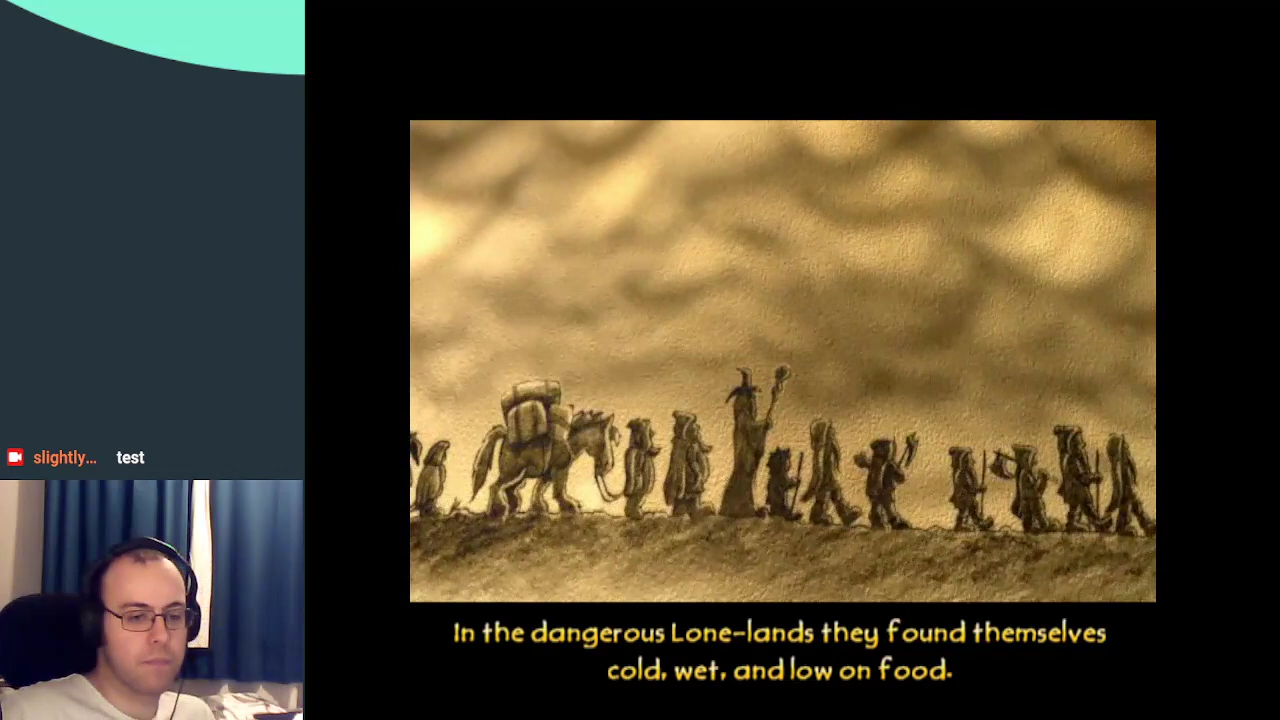 slightly... test
In the dangerous Lone-lands they found themselves
cold, wet, and low on food.